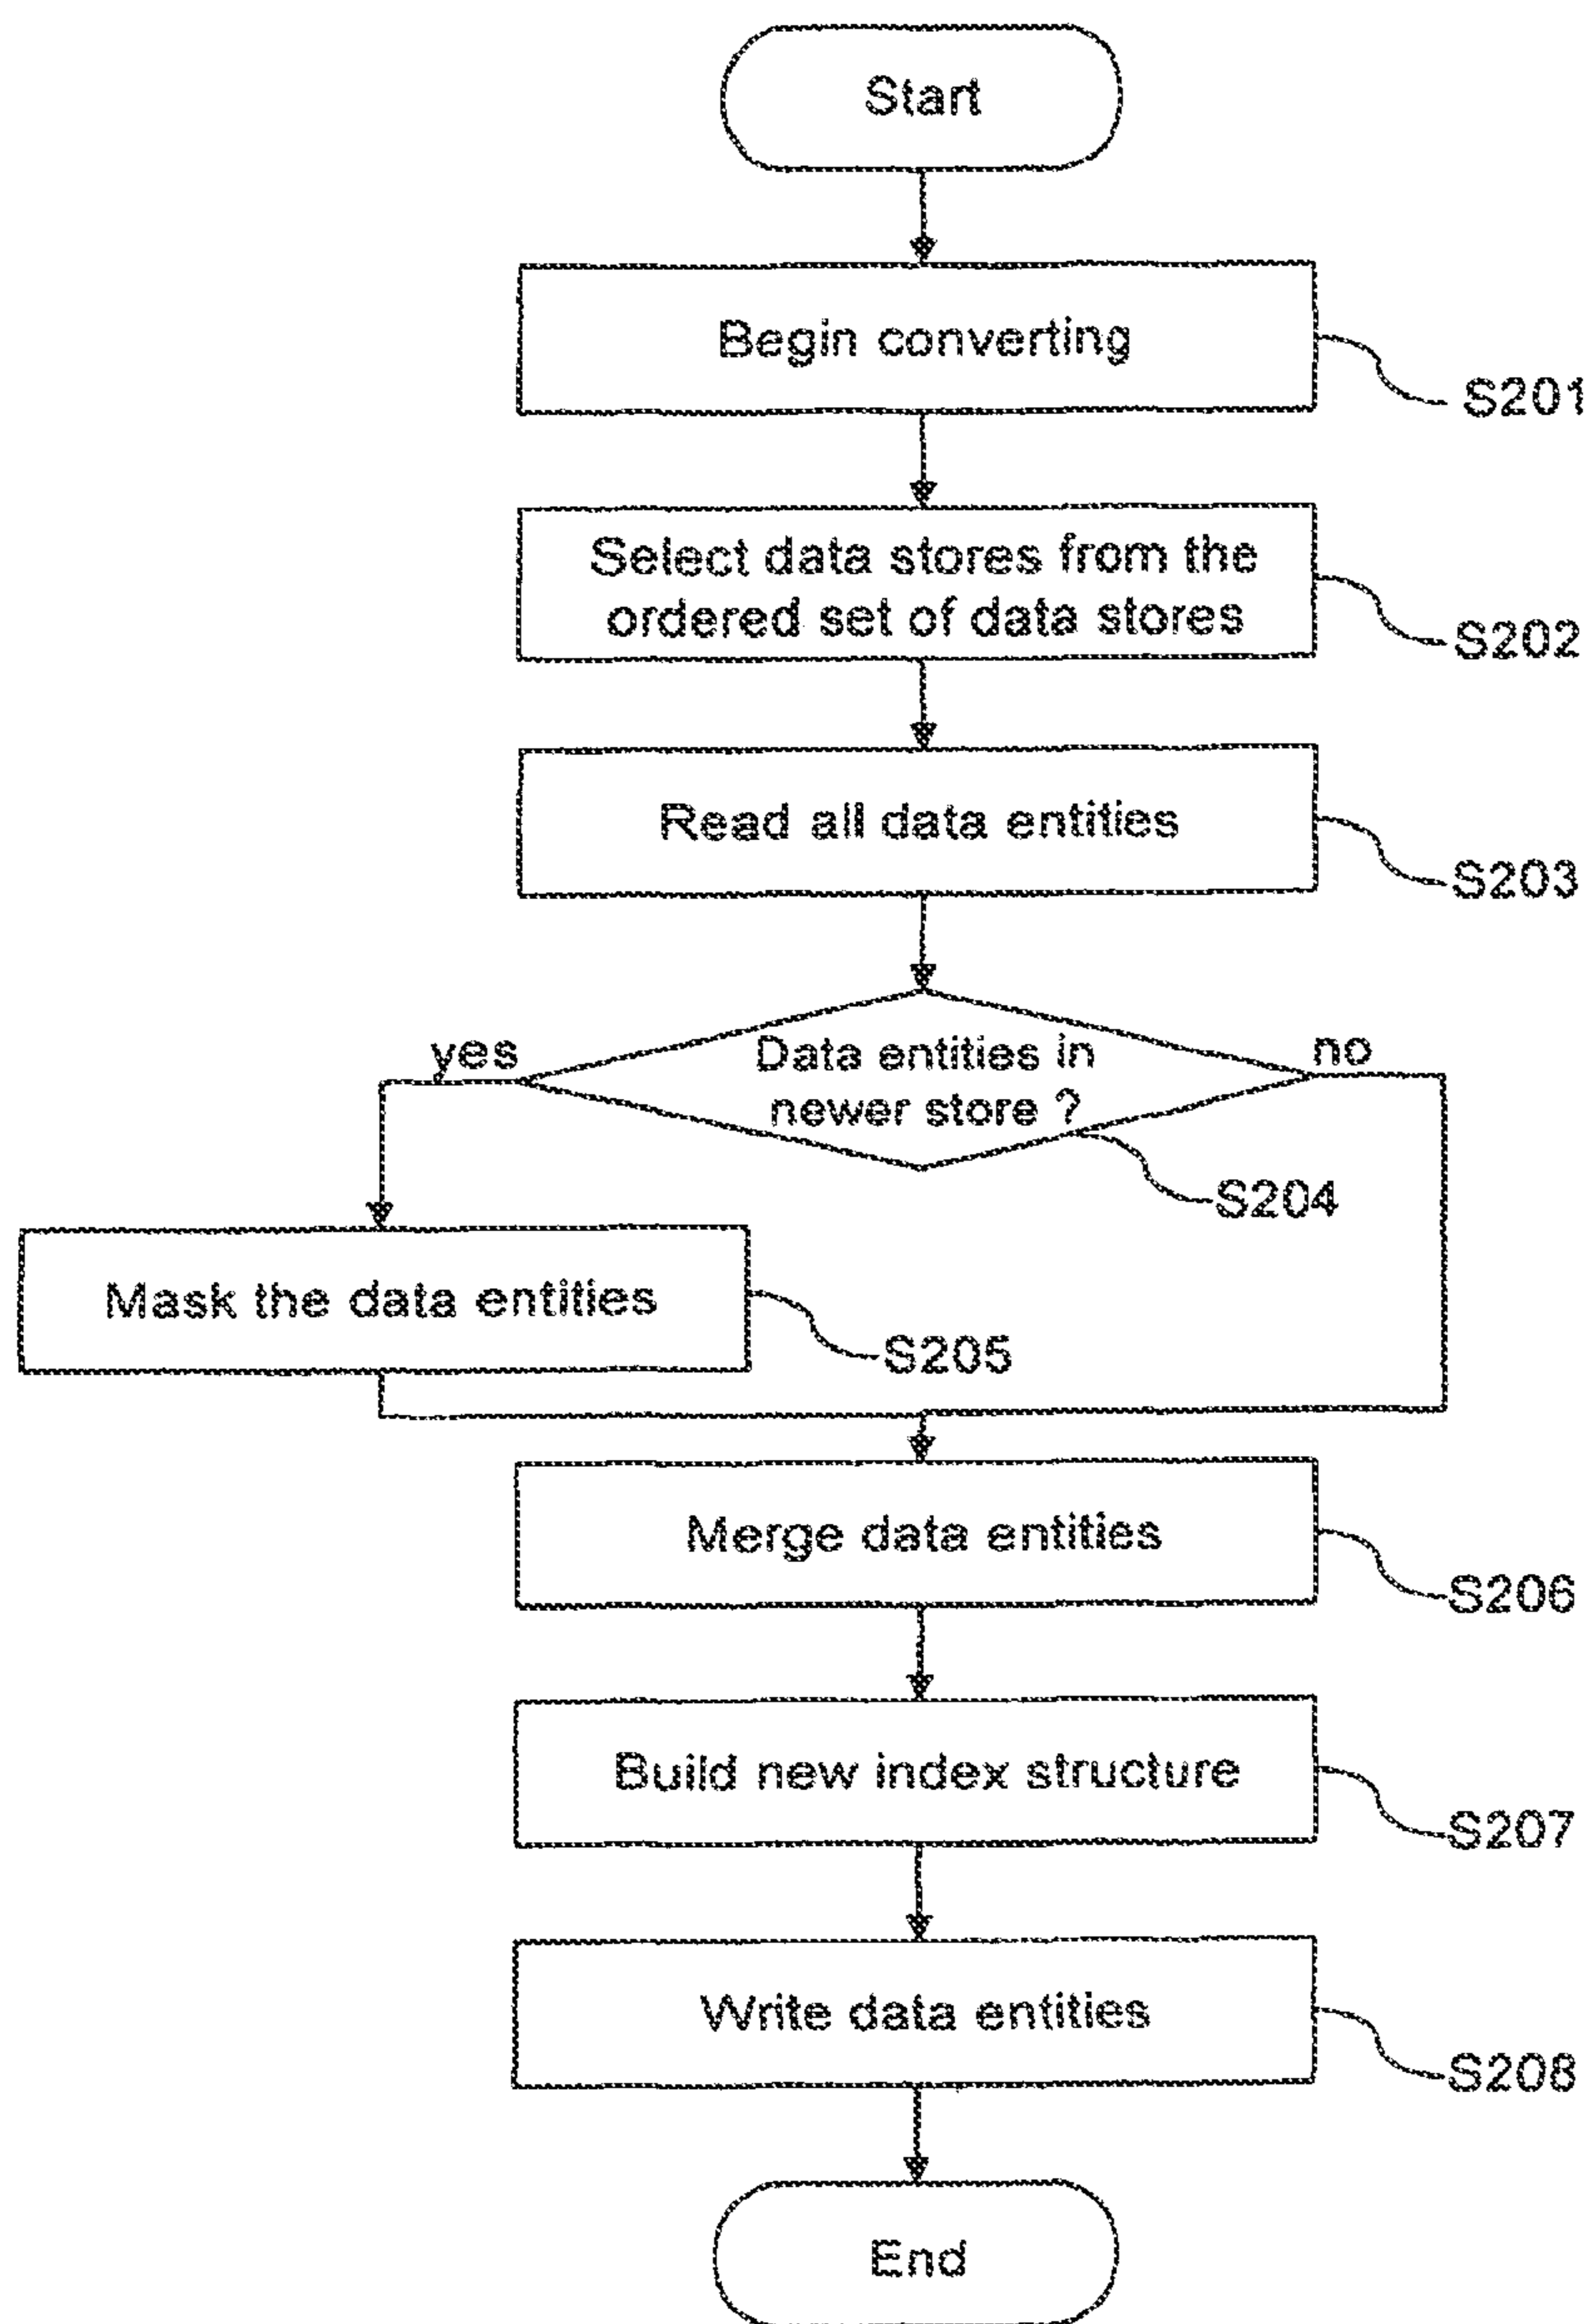 Start
Begin converting
S201
Select data stores from the
ordered set of data stores
S202
Read all data entities
S203
yes
Data entities in
newer store ?
no
S204
Mask the data entities
S205
Merge data entities
S206
Build new index structure
S207
Write data entities
S208
End